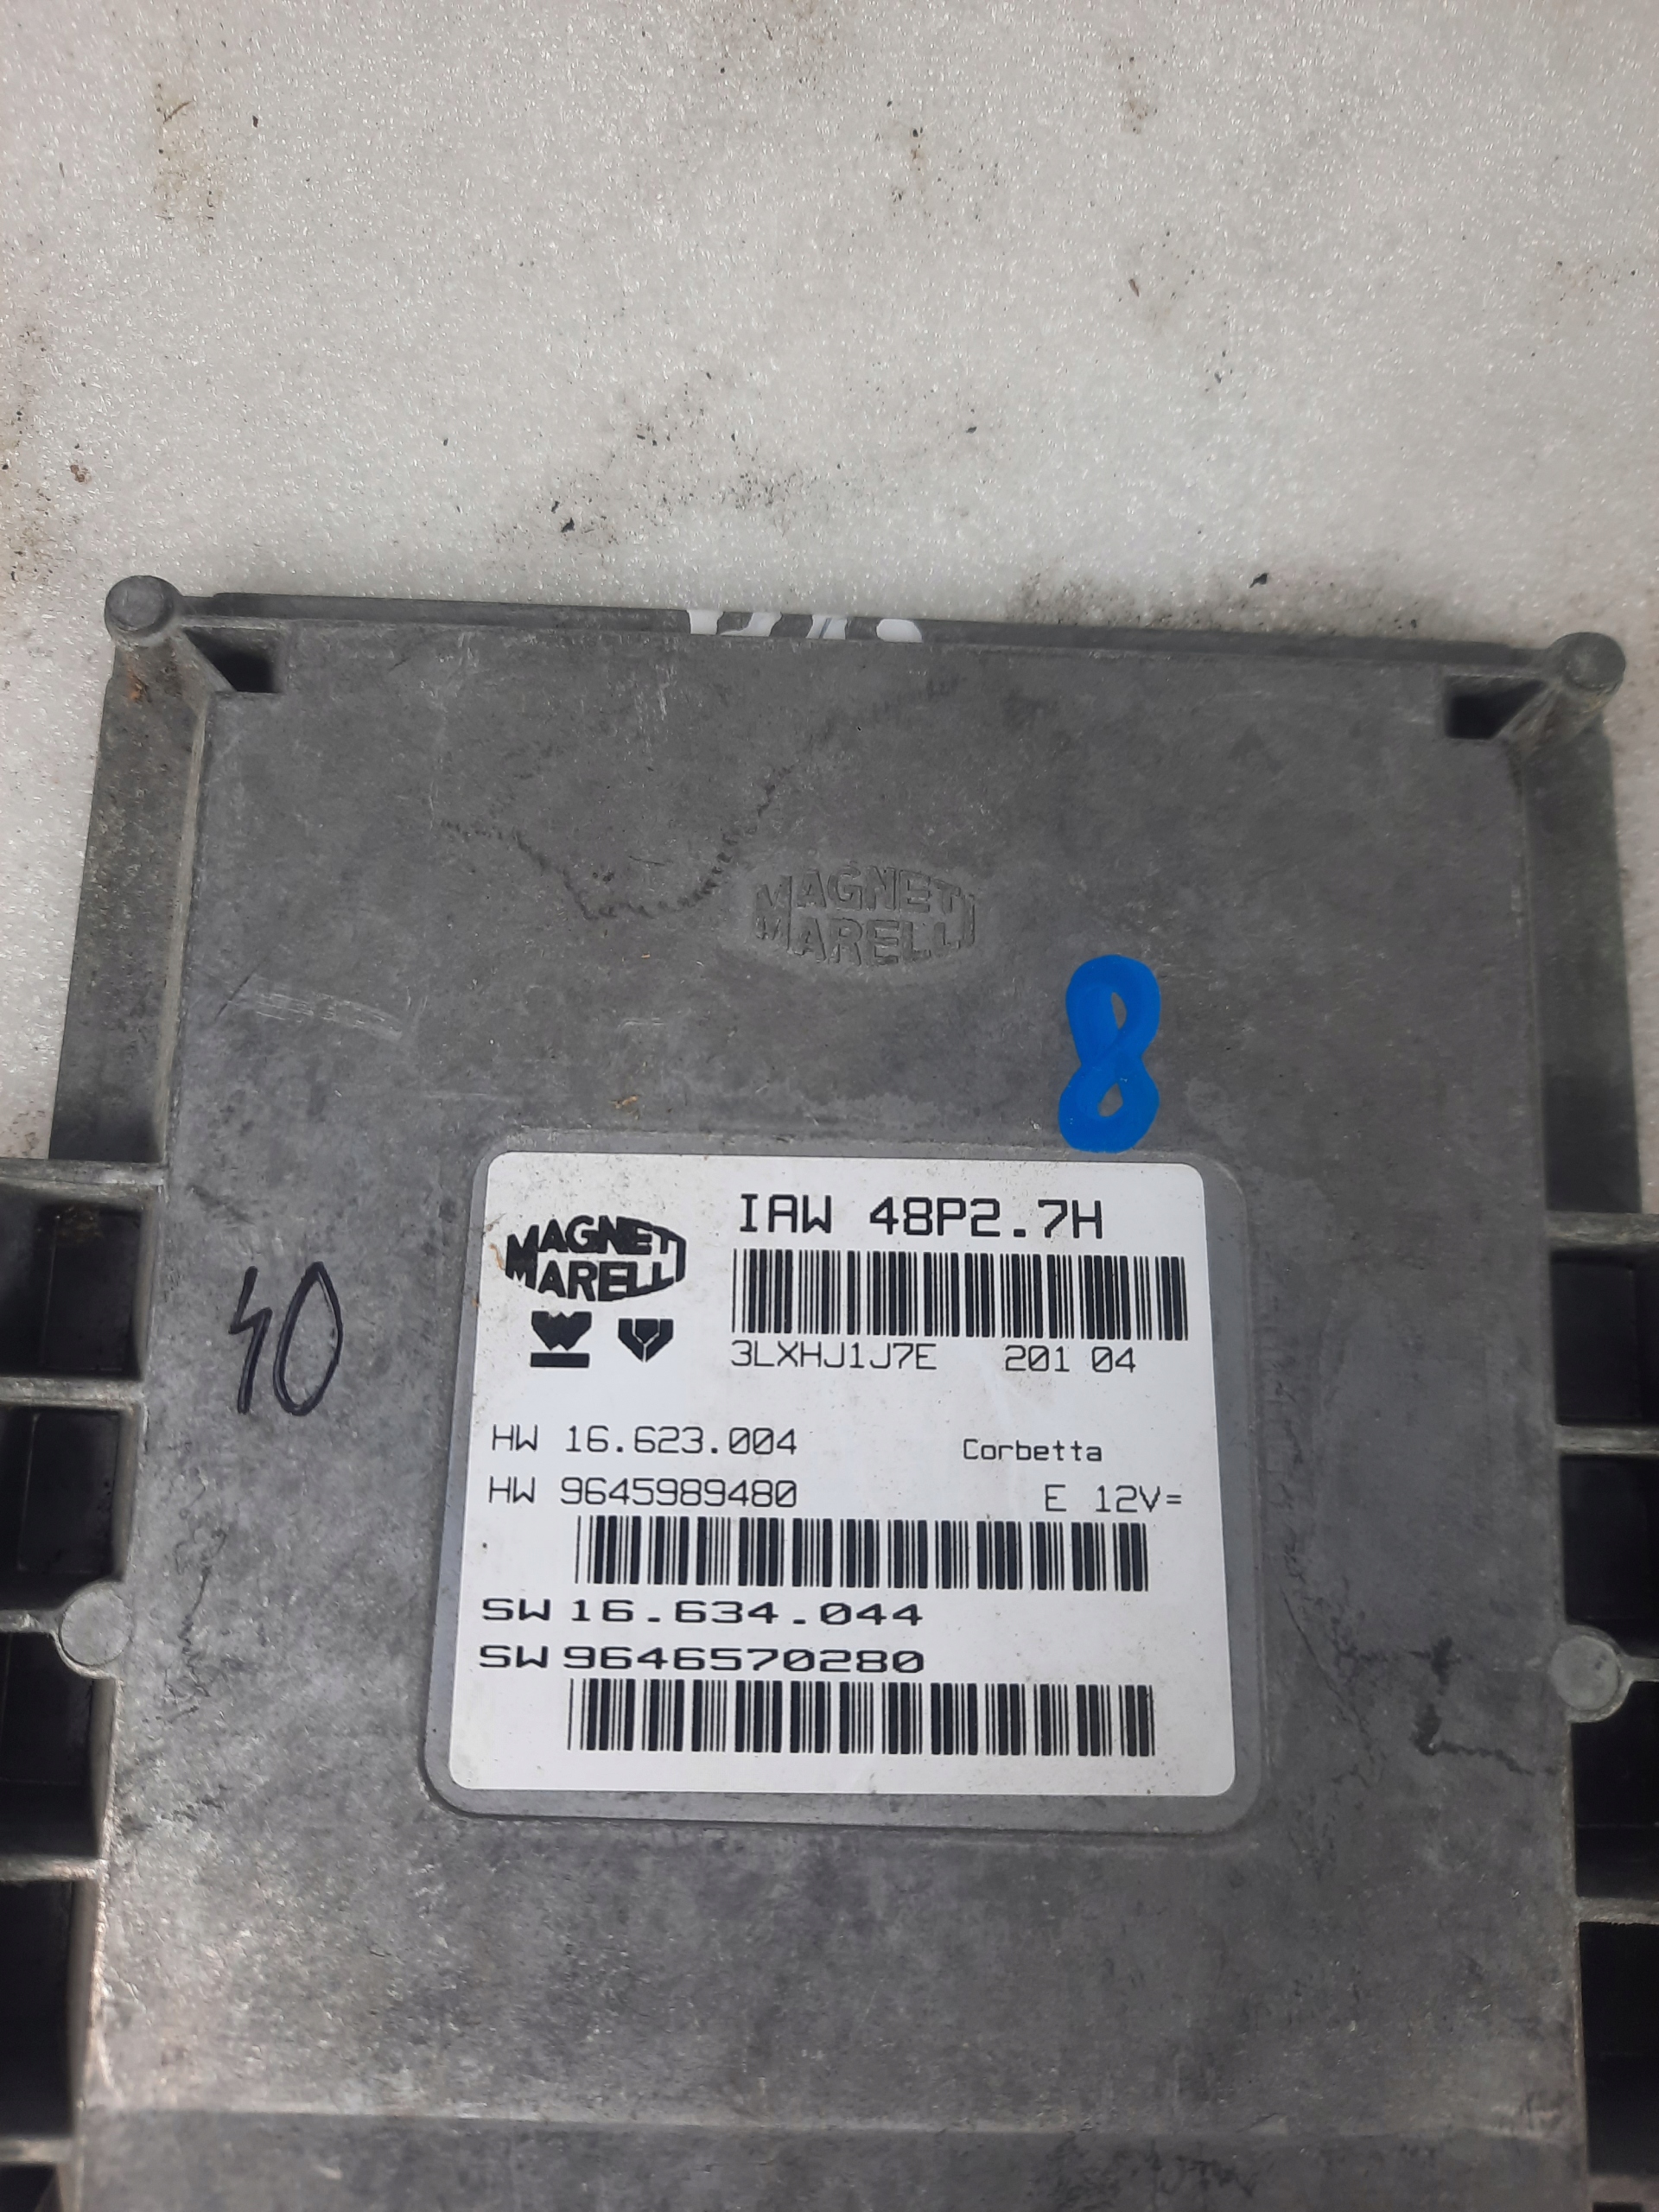 MAGNETI
MARELLI
8
IAW 48P2.7H
MAGNETI
MARELLI
3LXHJ1J7E 201 04
40
HW 16.623.004
Corbetta
HW 9645989480
E 12V=
SW 16.634.044
SW 9646570280